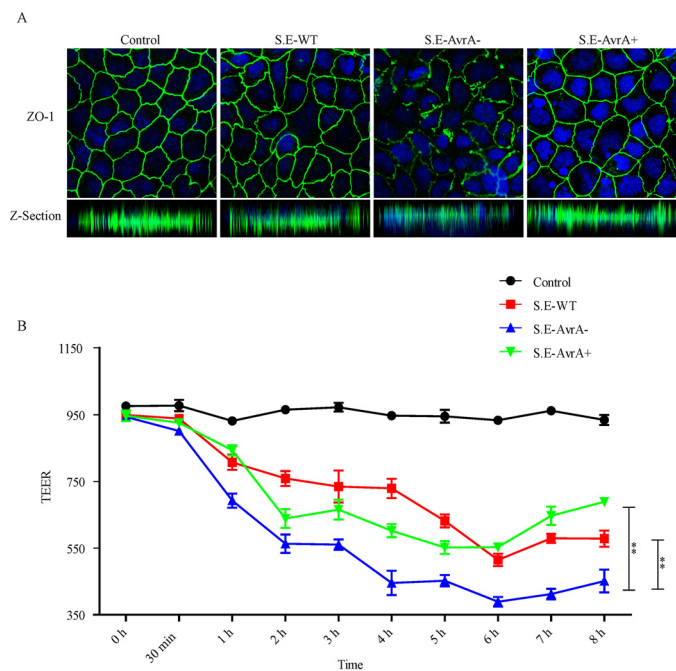 A
Control
S.E-WT
S.E-AvrA-
S.E-AvrA+
ZO-1
Z-Section
Control
S.E-WT
S.E-AvrA-
S.E-AvrA+
B
1150
950
750
550
350
TEER
**
**
0 h
30 min
1 h
2 h
3 h
4 h
5 h
6 h
7 h
8 h
Time